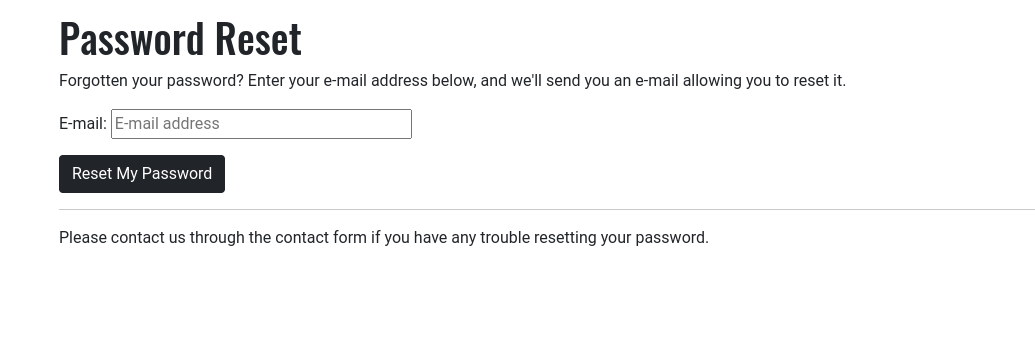 Password Reset
Forgotten your password? Enter your e-mail address below, and we'll send you an e-mail allowing you to reset it.
E-mail: E-mail address
Reset My Password
Please contact us through the contact form if you have any trouble resetting your password.